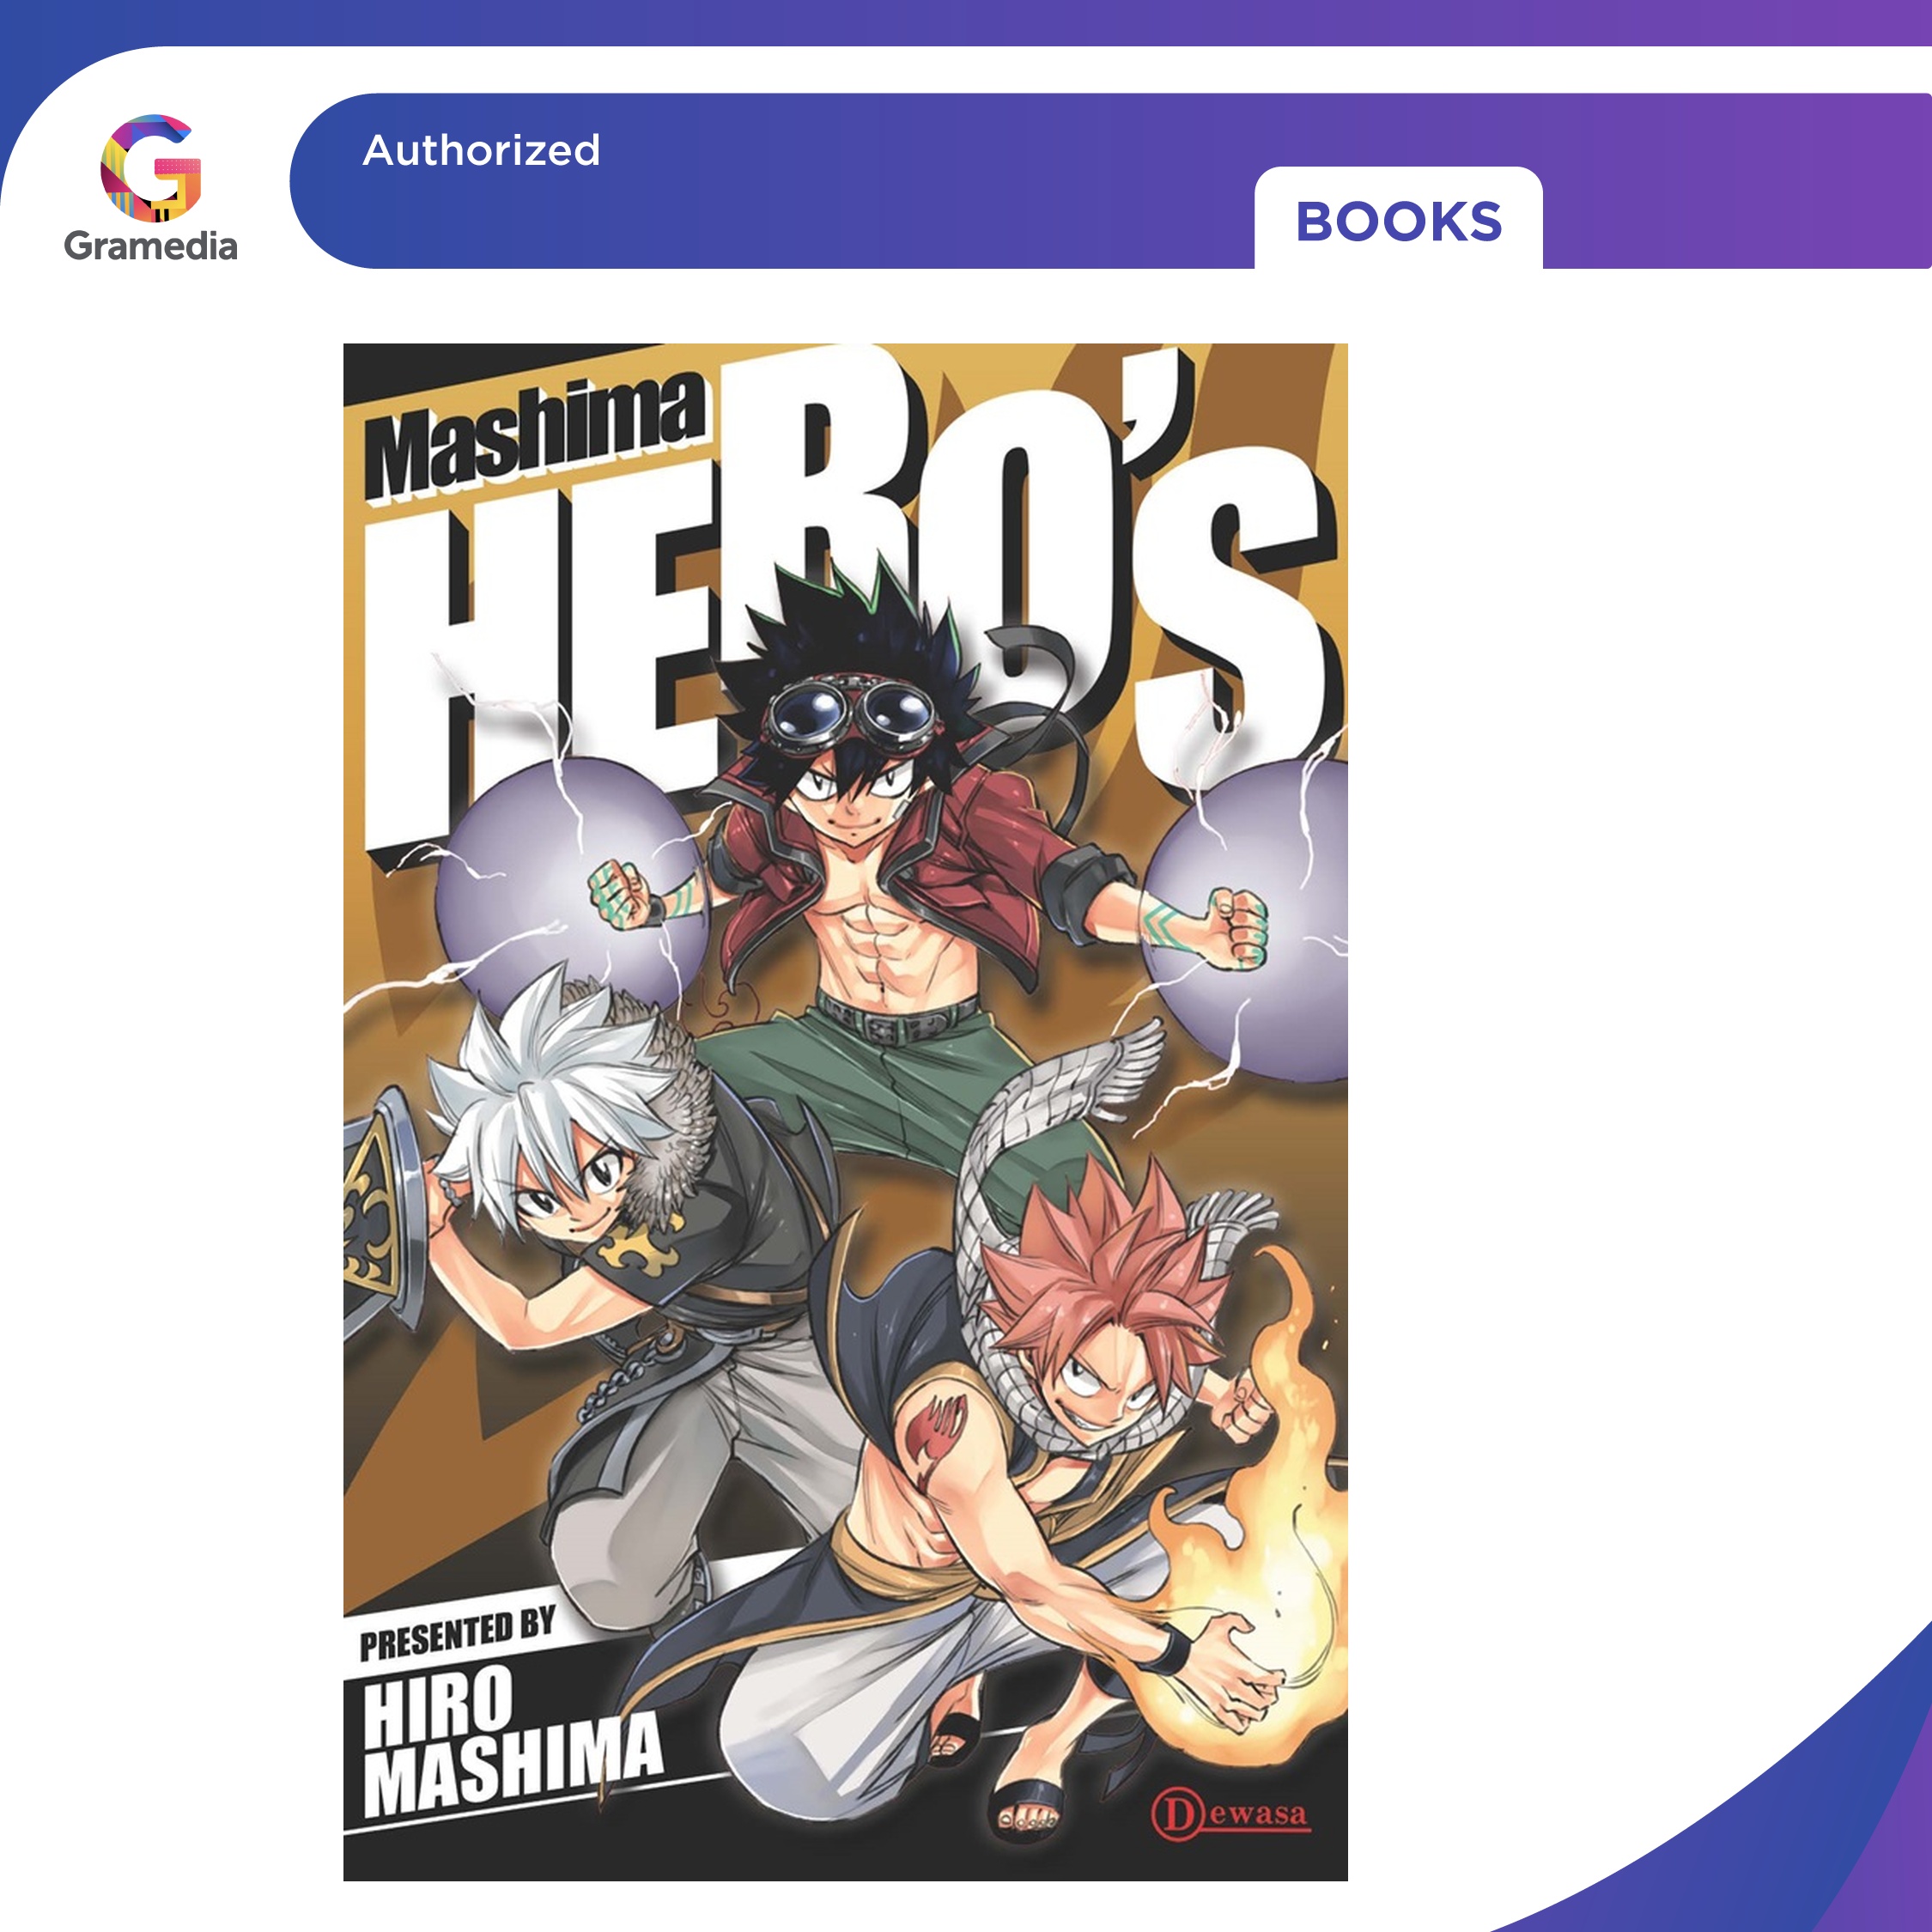 Gramedia
Authorized
BOOKS
Mashima
HERO'S
PRESENTED BY
HIRO
MASHIMA
Dewasa